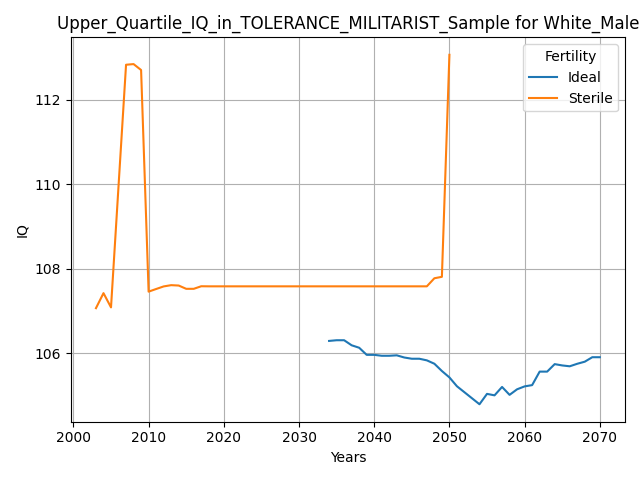 Upper_Quartile_IQ_in_TOLERANCE_MILITARIST_Sample for White_Male
Fertility
Ideal
Sterile
112
110
108
106
IQ
2000 2010 2020 2030 2040 2050 2060 2070
Years